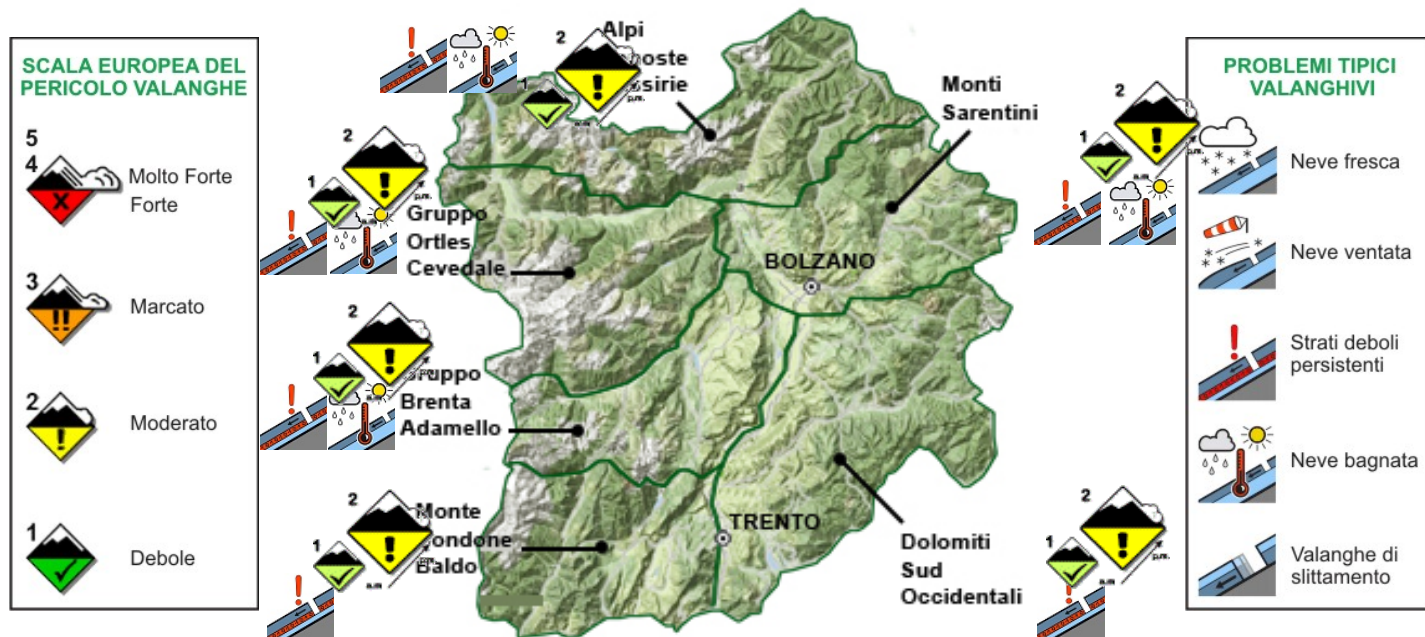 SCALA EUROPEA DEL
PERICOLO VALANGHE
5
4
Molto Forte
Forte
3
Marcato
2
Moderato
1
Debole
2
Alpi
1
a.m.
p.m.
2
1
a.m.
p.m.
Gruppo
Ortles
Cevedale
2
1
a.m.
Brenta
Adamello
2
1
a.m.
p.m.
Monte
Baldo
Monti
Sarentini
BOLZANO
TRENTO
Dolomiti
Sud
Occidentali
2
1
a.m.
p.m.
2
1
a.m.
p.m.
PROBLEMI TIPICI
VALANGHIVI
Neve fresca
Neve ventata
Strati deboli
persistenti
Neve bagnata
Valanghe di
slittamento